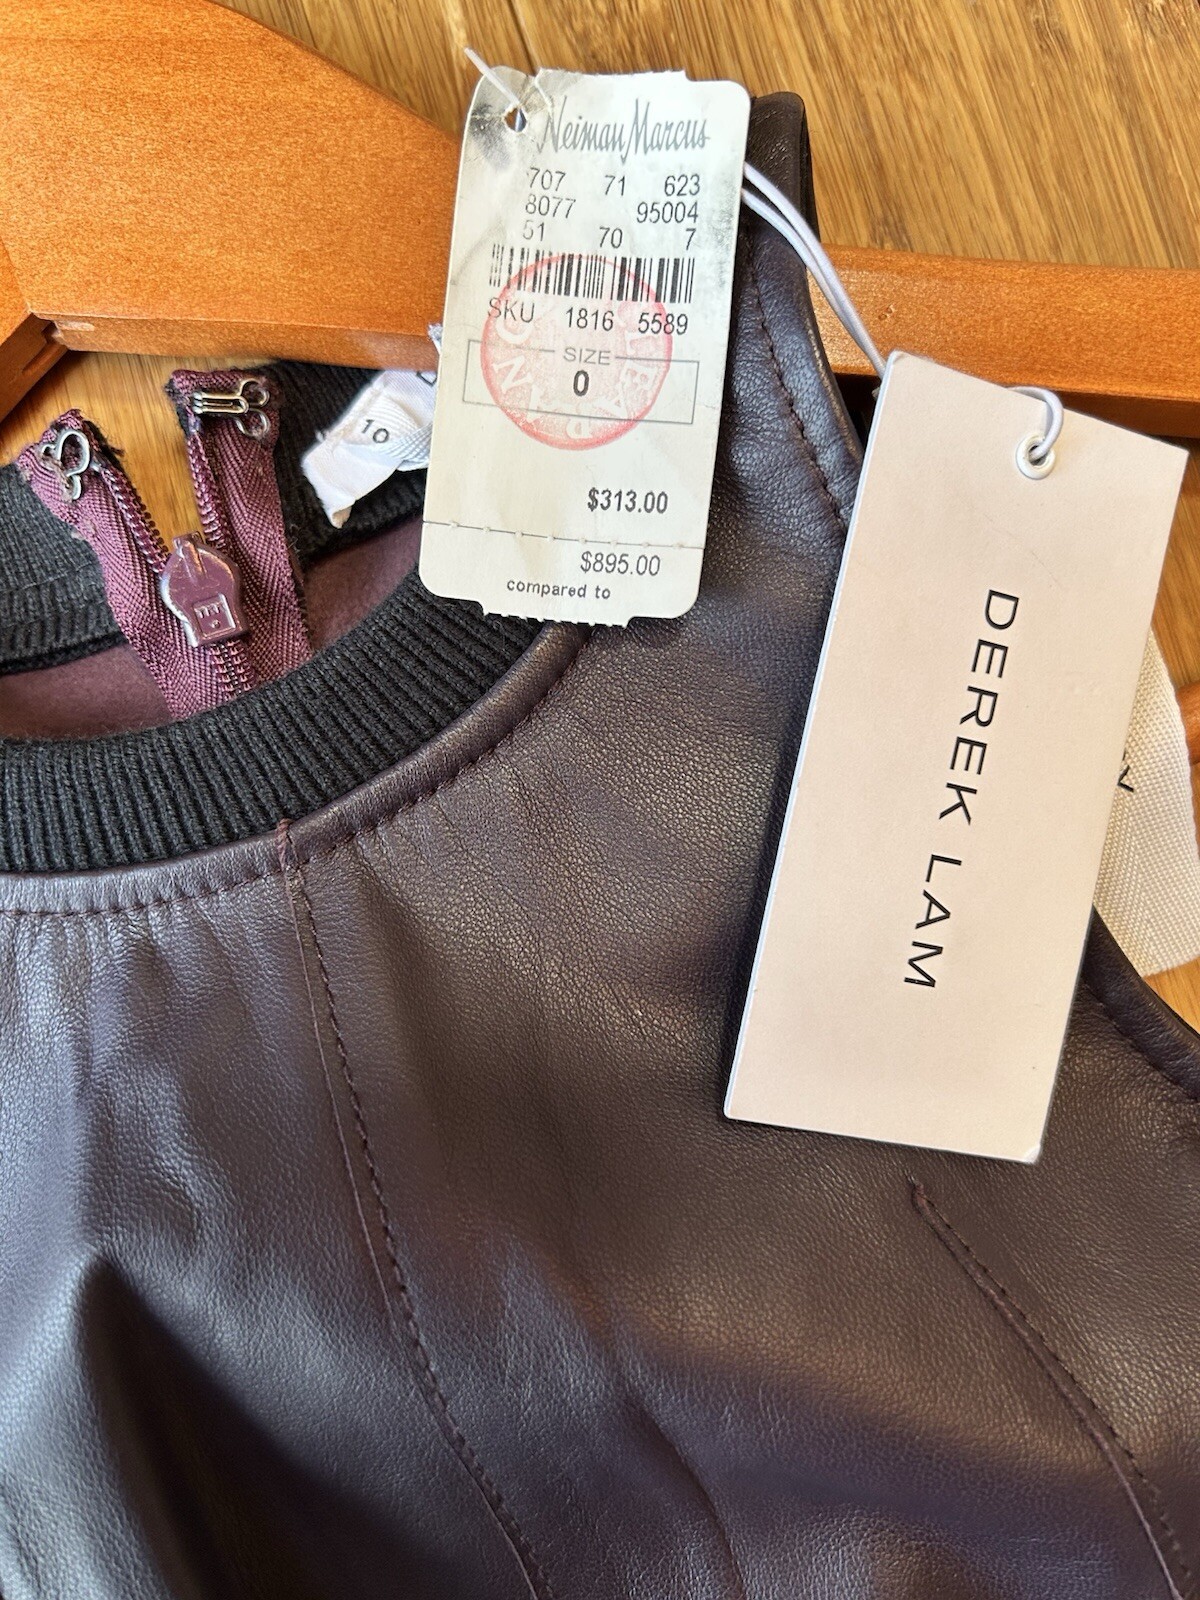 Neiman Marcus
707 71 623
8077 95004
51 70 7
SKU 1816 5589
SIZE
0
$313.00
$895.00
compared to
10
DEREK LAM